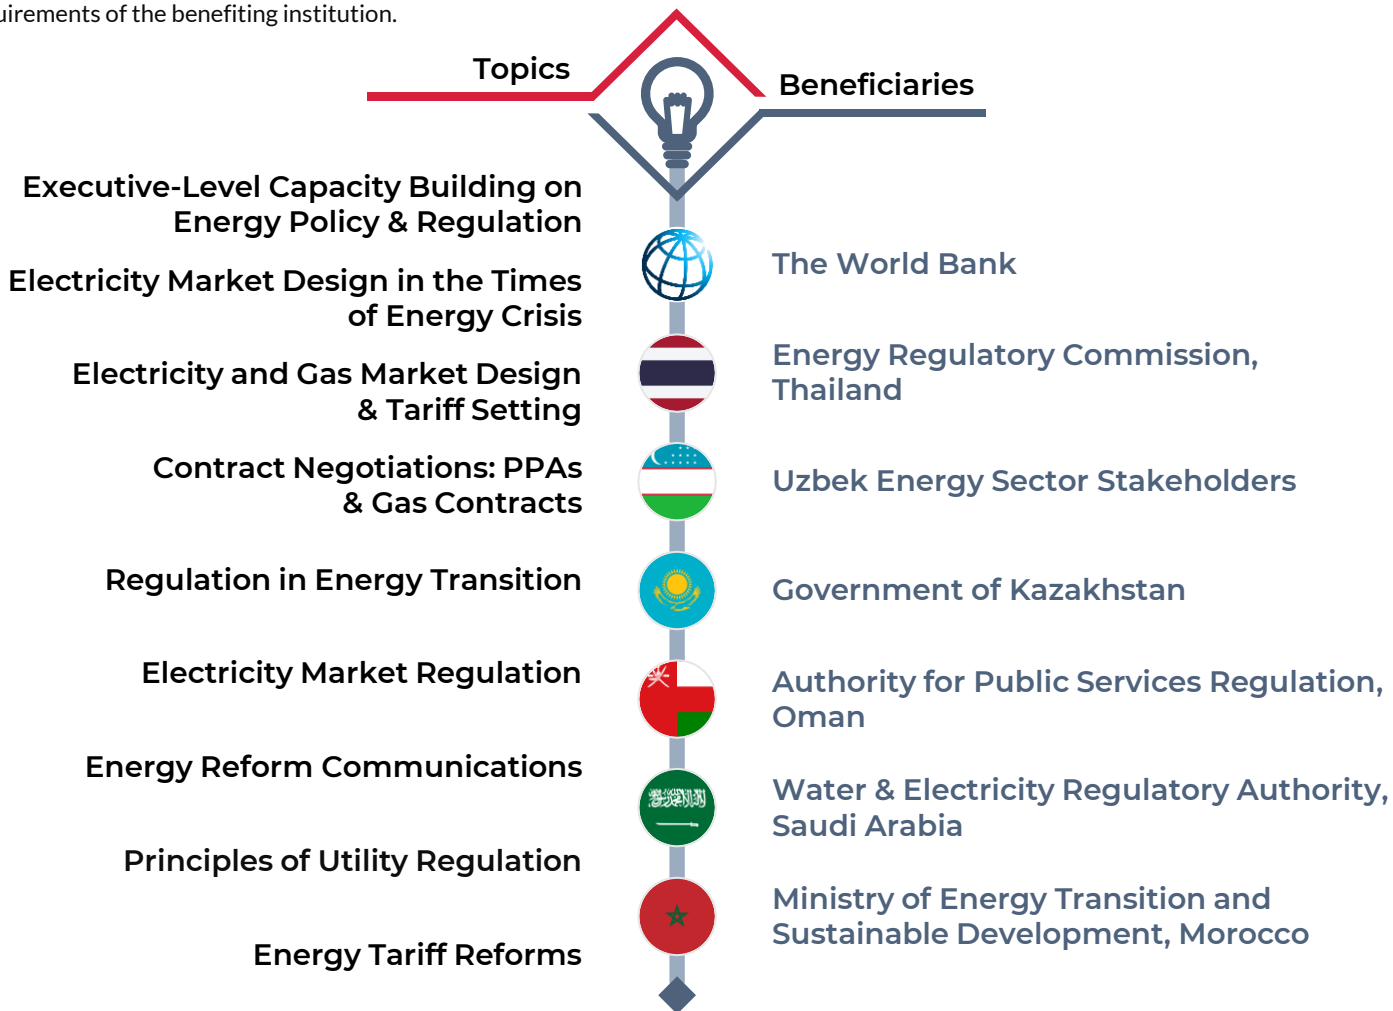 uirements of the benefiting institution.
Topics
Beneficiaries
Executive-Level Capacity Building on
Energy Policy & Regulation
Electricity Market Design in the Times
of Energy Crisis
Electricity and Gas Market Design
& Tariff Setting
Contract Negotiations: PPAs
& Gas Contracts
Regulation in Energy Transition
Electricity Market Regulation
Energy Reform Communications
Principles of Utility Regulation
Energy Tariff Reforms
The World Bank
Energy Regulatory Commission,
Thailand
Uzbek Energy Sector Stakeholders
Government of Kazakhstan
Authority for Public Services Regulation,
Oman
Water & Electricity Regulatory Authority,
Saudi Arabia
Ministry of Energy Transition and
Sustainable Development, Morocco